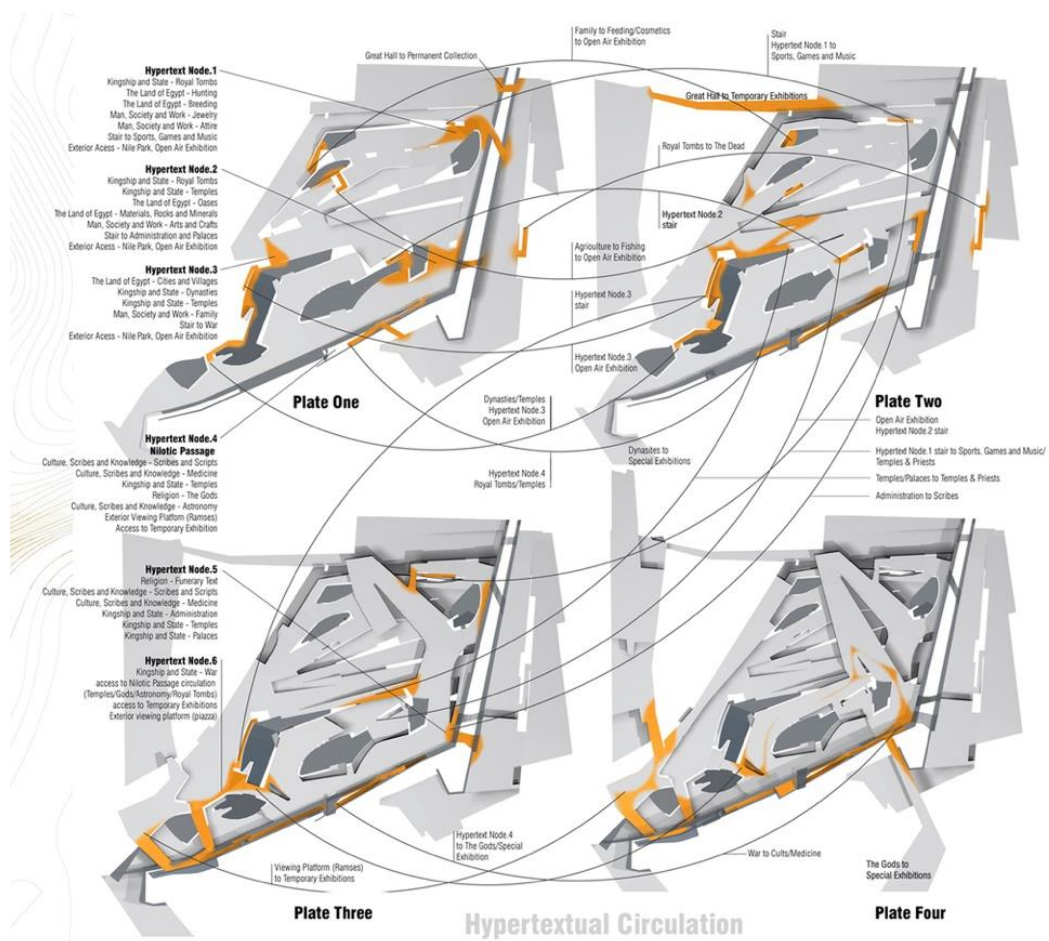 Family to Feeding/Cosmetics
to Open Air Exhibition
Stair
Hypertext Node.1 to
Sports, Games and Music
Great Hall to Permanent Collection
Great Hall to Temporary Exhibitions
Hypertext Node.1
Kingship and State - Royal Tombs
The Land of Egypt - Hunting
The Land of Egypt - Breeding
Man, Society and Work - Jewelry
Man, Society and Work - Attire
Stair to Sports, Games and Music
Exterior Acess - Nile Park, Open Air Exhibition
Royal Tombs to The Dead
Hypertext Node.2
Kingship and State - Royal Tombs
Kingship and State - Temples
The Land of Egypt - Oases
The Land of Egypt - Materials, Rocks and Minerals
Man, Society and Work - Arts and Crafts
Stair to Administration and Palaces
Exterior Acess - Nile Park, Open Air Exhibition
Hypertext Node.2
stair
Agrioulture to Fishing
to Open Air Exhibition
Hypertext Node.3
The Land of Egypt - Cities and Villages
Kingship and State - Dynasties
Kingship and State - Temples
Man, Society and Work - Family
Stair to War
Exterior Acess - Nile Park, Open Air Exhibition
Hypertext Node.3
stair
Hypertext Node.3
Open Air Exhibition
Plate One
Plate Two
Dynasties/Temples
Hypertext Node.3
Open Air Exhibition
Open Air Exhibition
Hypertext Node.2 stair
Hypertext Node.4
Nilotic Passage
Culture, Scribes and Knowledge - Scribes and Scripts
Culture, Scribes and Knowledge - Medicine
Kingship and State - Temples
Religion - The Gods
Culture, Scribes and Knowledge - Astronomy
Exterior Viewing Platfom (Ramses)
Access to Temporary Exhibition
Dynasites to
Special Exhibitions
Hypertext Node.1 stair to Sports, Games and Music/
Temples & Priests
Temples/Palaces to Temples & Priests
Administration to Scribes
Hypertext Node.4
Royal Tombs/Temples
Hypertext Node.5
Religion - Funerary Text
Culture, Scribes and Knowledge - Scribes and Scripts
Culture, Scribes and Knowledge - Medicine
Kingship and State - Administration
Kingship and State - Temples
Kingship and State - Palaces
Hypertext Node.6
Kingship and State - War
access to Nilotic Passage circulation
(Temples/Gods/Astronomy/Royal Tombs)
access to Temporary Exhibitions
Exterior viewing platform (piazza)
Hypertext Node.4
to The Gods/Special
Exhibition
War to Cults/Medicine
Viewing Platform (Ramses)
to Temporary Exhibitions
The Gods to
Special Exhibitions
Plate Three
Plate Four
Hypertextual Circulation